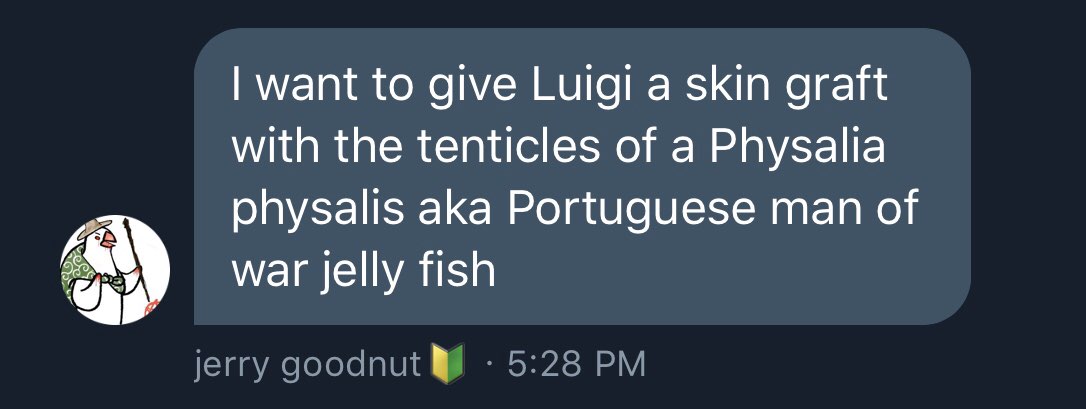 I want to give Luigi a skin graft
with the tenticles of a Physalia
physalis aka Portuguese man of
war jelly fish
jerry goodnut🔰 · 5:28 PM